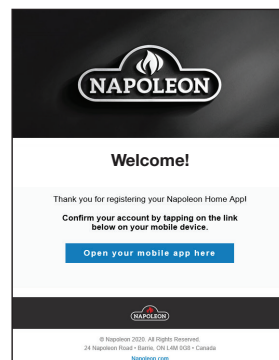 NAPOLEON
Welcome!
Thank you for registering your Napoleon Home App!
Confirm your account by tapping on the link
below on your mobile device.
Open your mobile app here
NAPOLEON
© Napoleon 2020. All Rights Reserved.
24 Napoleon Road • Barrie, ON L4M 0G8 • Canada
Napoleon.com